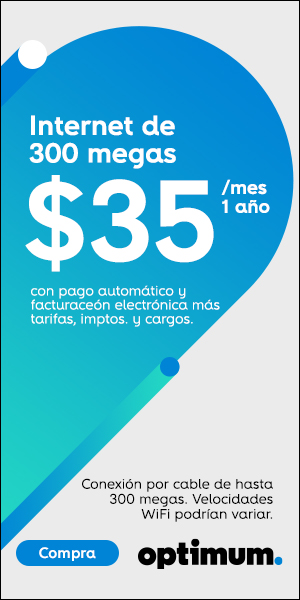 Internet de
300 megas
$35 /mes
1 año
con pago automático y
facturaceón electrónica más
tarifas, imptos. y cargos.
Conexión por cable de hasta
300 megas. Velocidades
WiFi podrían variar.
Compra
optimum.